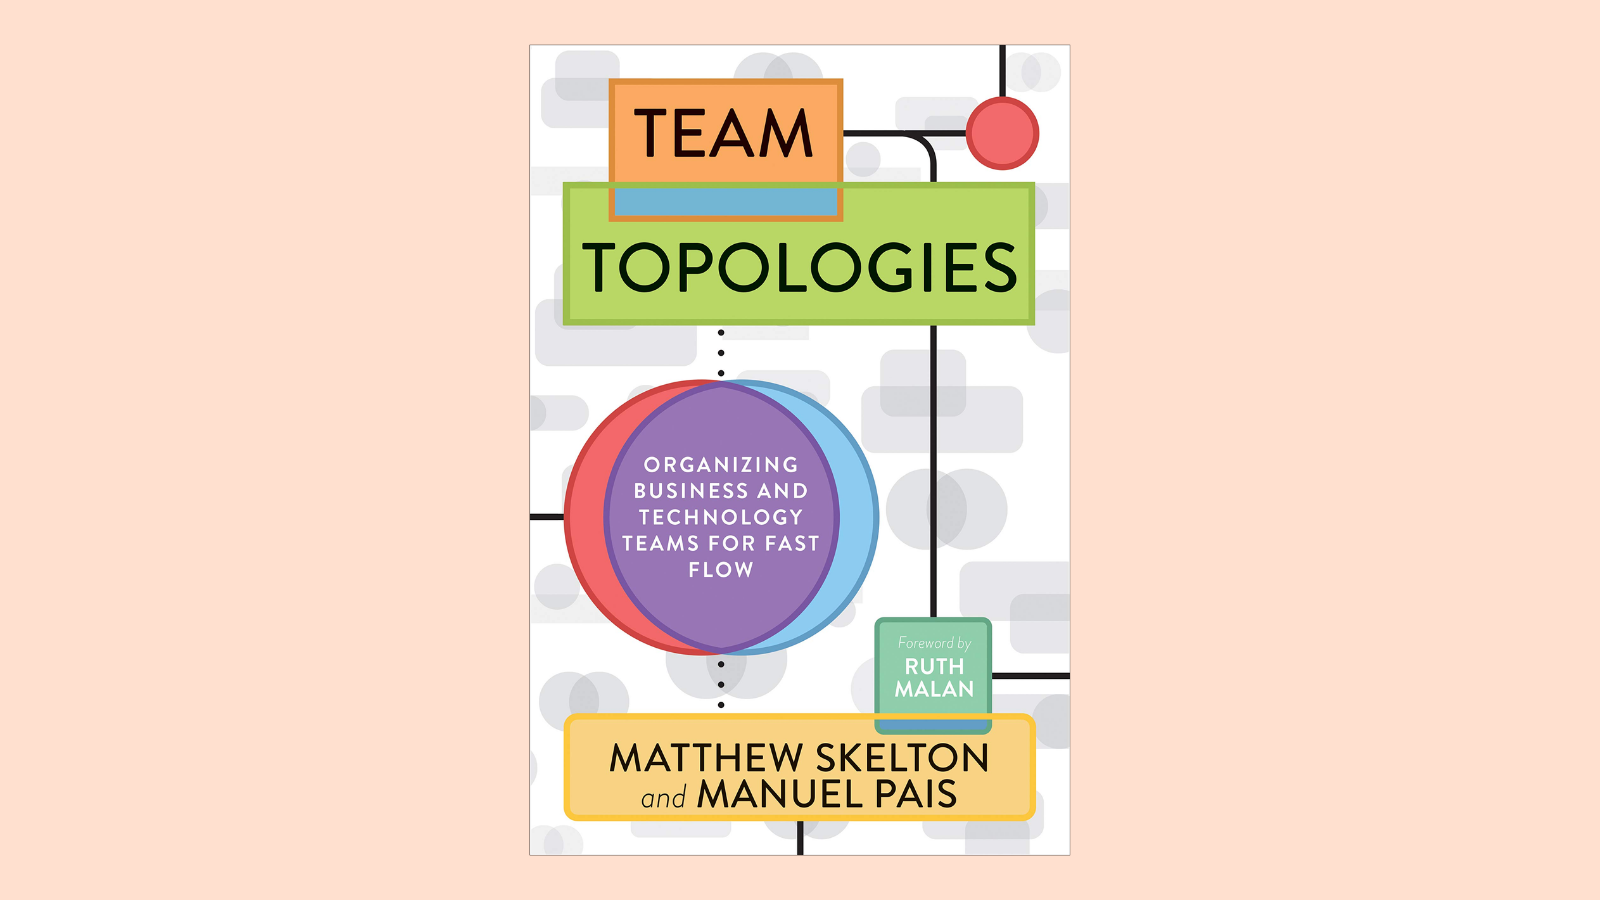 TEAM
TOPOLOGIES
ORGANIZING
BUSINESS AND
TECHNOLOGY
TEAMS FOR FAST
FLOW
Foreword by
RUTH
MALAN
MATTHEW SKELTON
and MANUEL PAIS